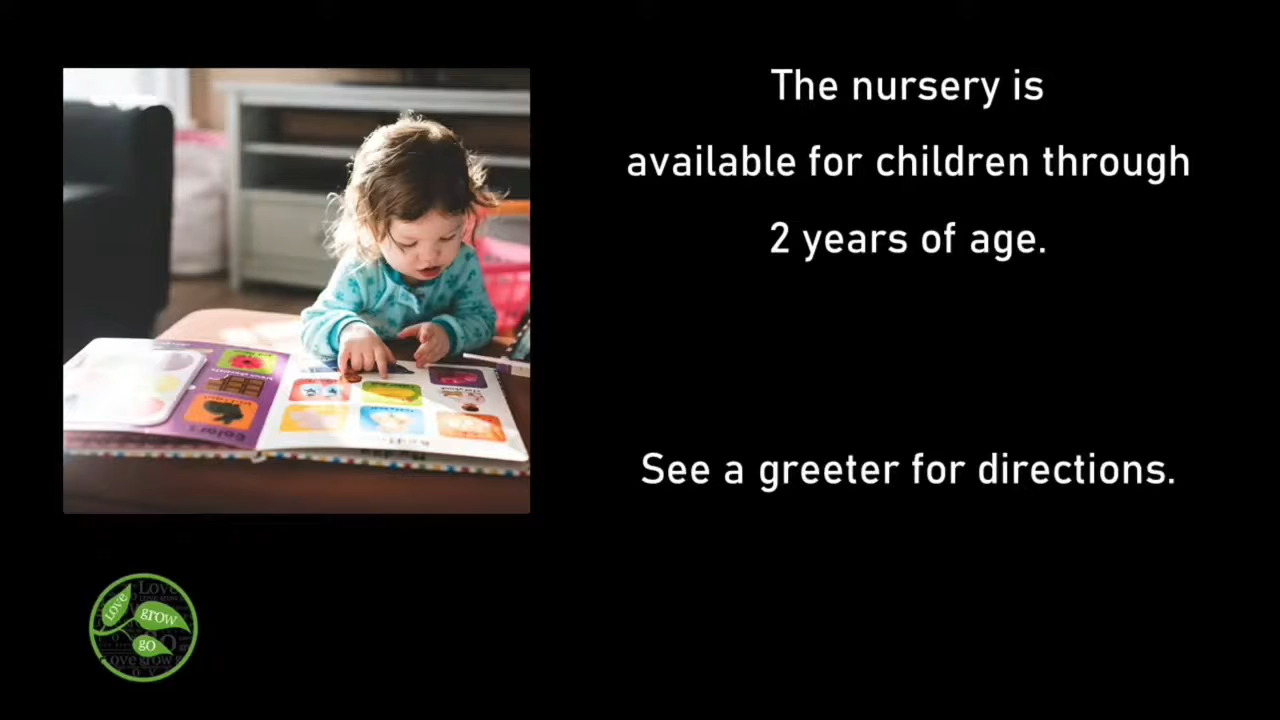 The nursery is
available for children through
2 years of age.
See a greeter for directions.
Love
grow
go